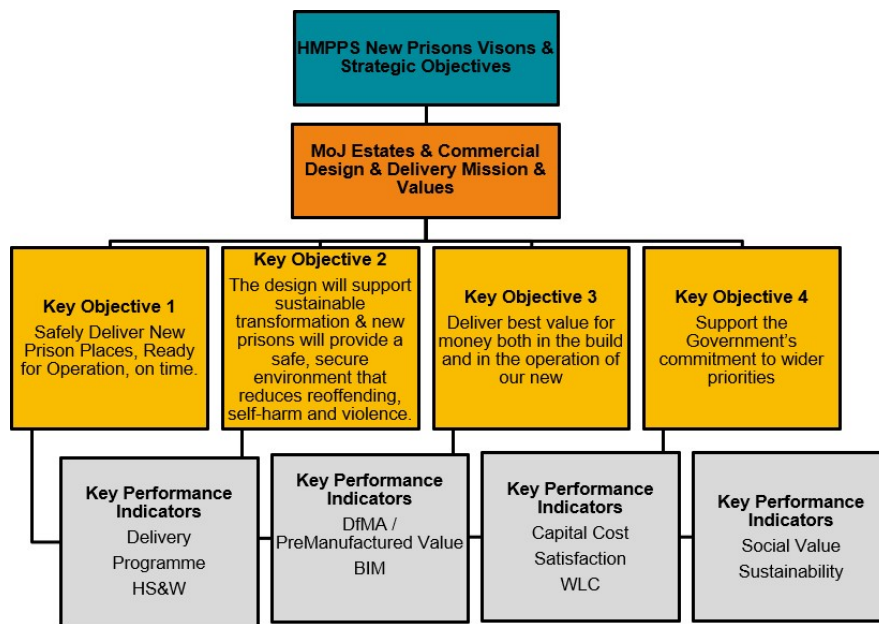 HMPPS New Prisons Visons &
Strategic Objectives
MoJ Estates & Commercial
Design & Delivery Mission &
Values
Key Objective 1
Safely Deliver New
Prison Places, Ready
for Operation, on time.
Key Objective 2
The design will support
sustainable
transformation & new
prisons will provide a
safe, secure
environment that
reduces reoffending,
self-harm and violence.
Key Objective 3
Deliver best value for
money both in the build
and in the operation of
our new
Key Objective 4
Support the
Government's
commitment to wider
priorities
Key Performance
Indicators
Delivery
Programme
HS&W
Key Performance
Indicators
DfMA /
PreManufactured Value
BIM
Key Performance
Indicators
Capital Cost
Satisfaction
WLC
Key Performance
Indicators
Social Value
Sustainability